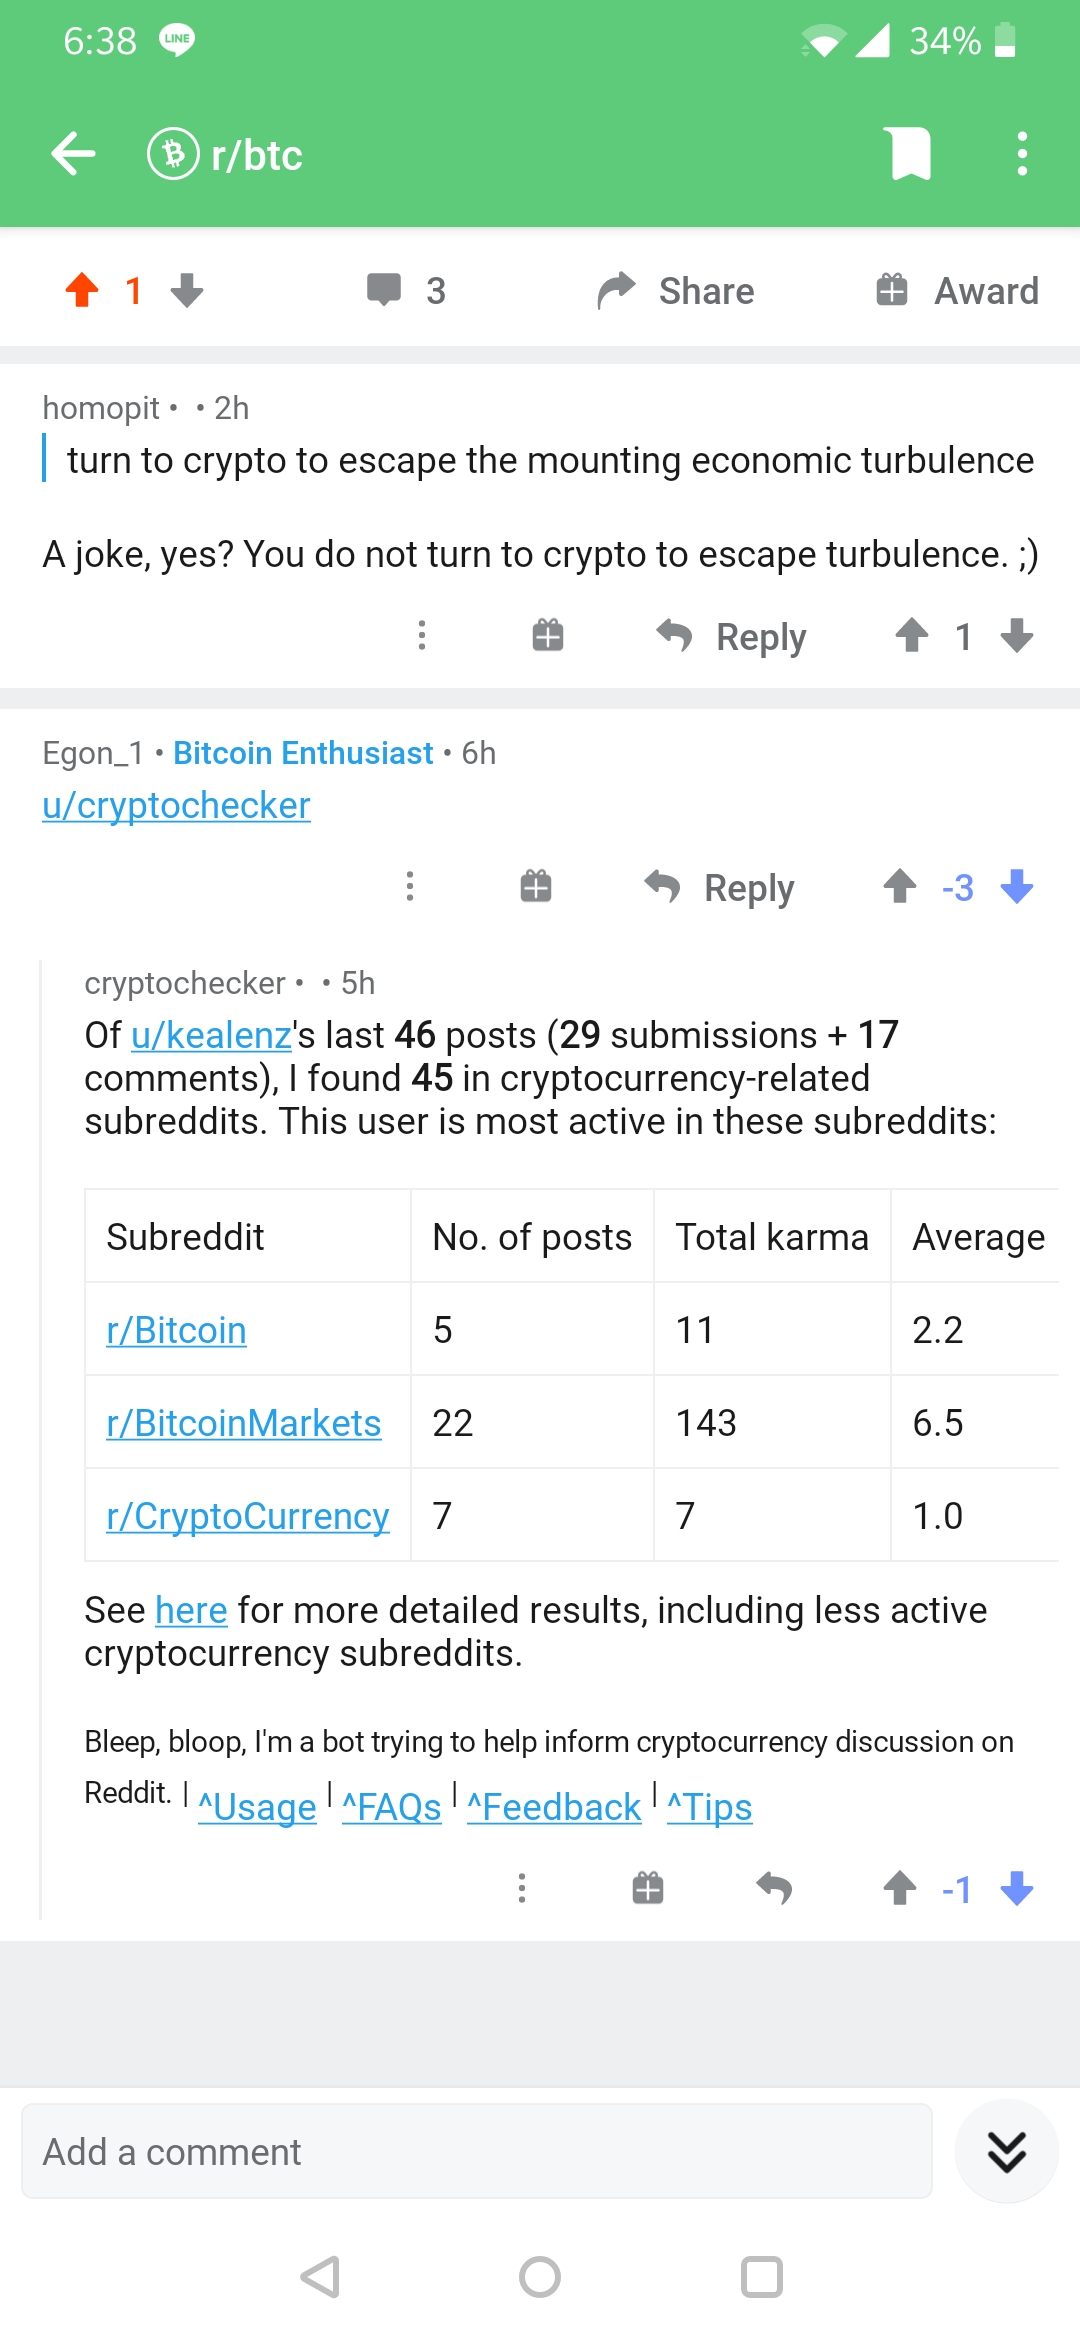 6:38 LINE 34%
r/btc
1 3 Share Award
homopit • • 2h
turn to crypto to escape the mounting economic turbulence
A joke, yes? You do not turn to crypto to escape turbulence. ;)
Reply 1
Egon_1 • Bitcoin Enthusiast • 6h
u/cryptochecker
Reply -3
cryptochecker • • 5h
Of u/kealenz's last 46 posts (29 submissions + 17
comments), I found 45 in cryptocurrency-related
subreddits. This user is most active in these subreddits:
Subreddit No. of posts Total karma Average
r/Bitcoin 5 11 2.2
r/BitcoinMarkets 22 143 6.5
r/CryptoCurrency 7 7 1.0
See here for more detailed results, including less active
cryptocurrency subreddits.
Bleep, bloop, I'm a bot trying to help inform cryptocurrency discussion on
Reddit. | ^Usage | ^FAQs | ^Feedback | ^Tips
-1
Add a comment